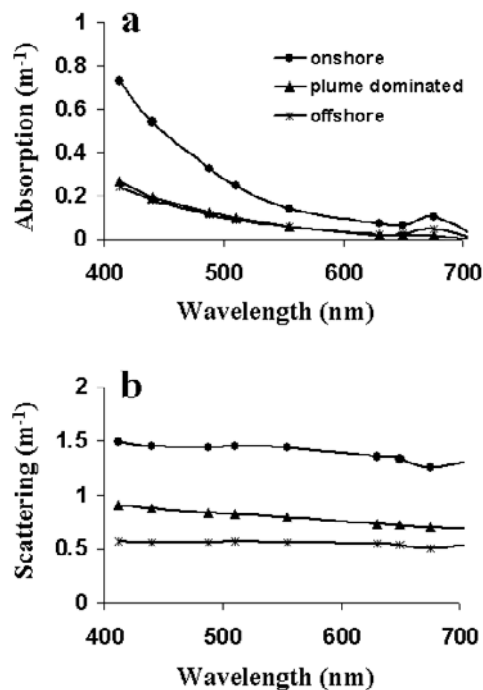 a
1
0.8
0.6
0.4
0.2
0
Absorption (m⁻¹)
onshore
plume dominated
offshore
400 500 600 700
Wavelength (nm)
b
2
1.5
1
0.5
0
Scattering (m⁻¹)
400 500 600 700
Wavelength (nm)